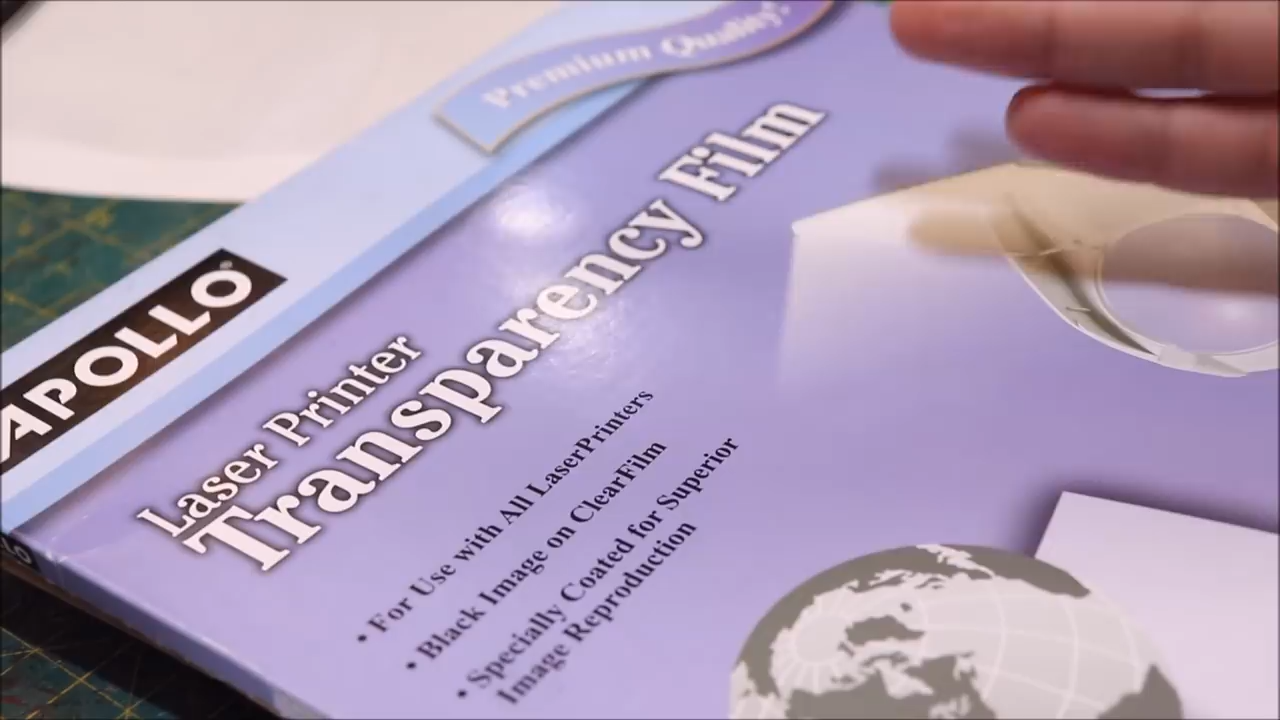 Premium Quality®
APOLLO®
Laser Printer
Transparency Film
• For Use with All LaserPrinters
• Black Image on ClearFilm
• Specially Coated for Superior
Image Reproduction